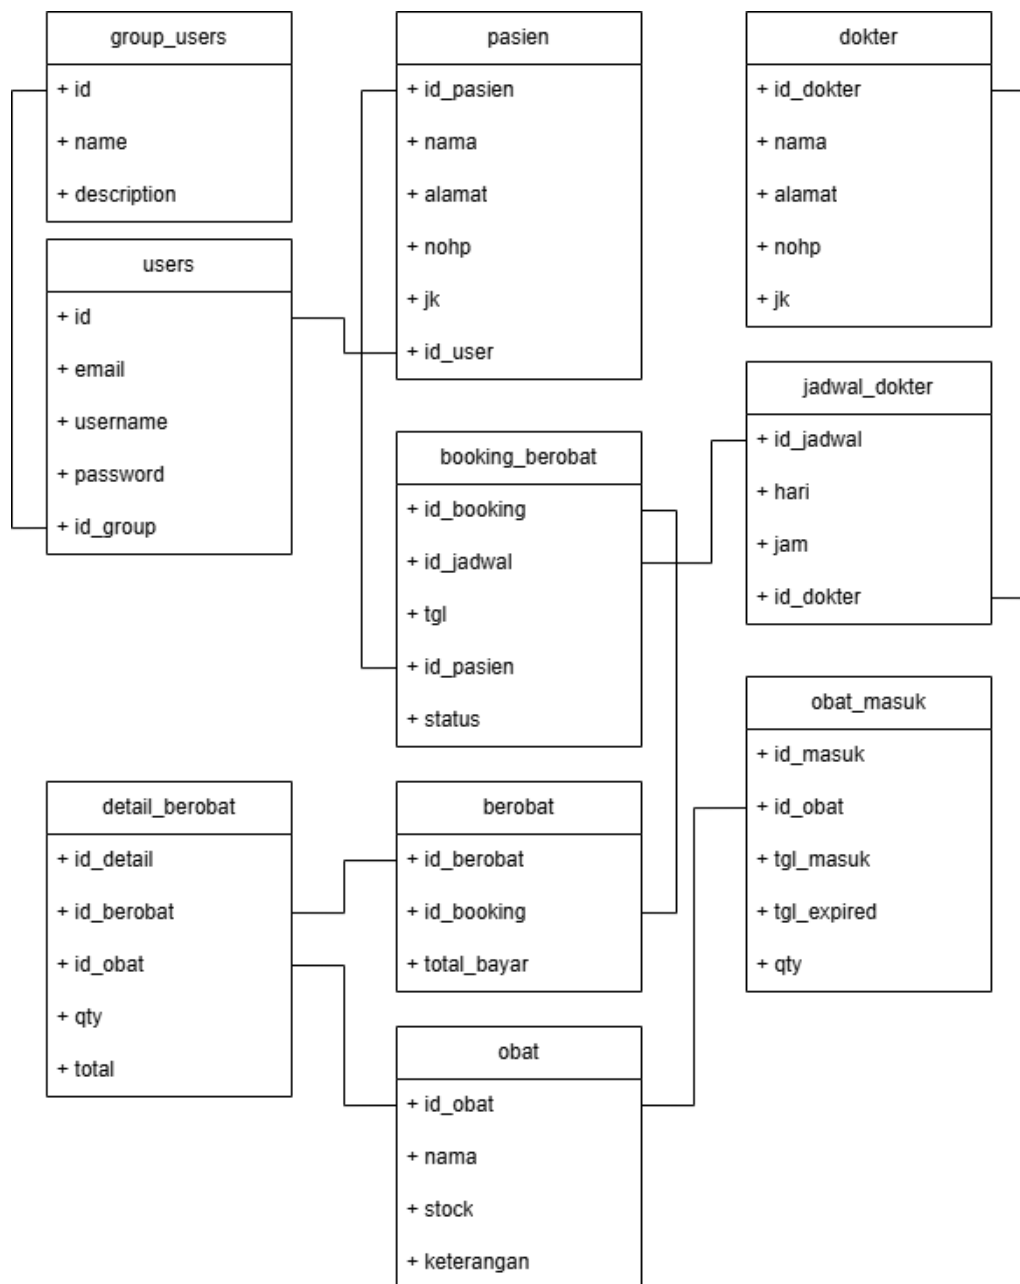 group_users
+ id
+ name
+ description
users
+ id
+ email
+ username
+ password
+ id_group
pasien
+ id_pasien
+ nama
+ alamat
+ nohp
+ jk
+ id_user
dokter
+ id_dokter
+ nama
+ alamat
+ nohp
+ jk
booking_berobat
+ id_booking
+ id_jadwal
+ tgl
+ id_pasien
+ status
jadwal_dokter
+ id_jadwal
+ hari
+ jam
+ id_dokter
detail_berobat
+ id_detail
+ id_berobat
+ id_obat
+ qty
+ total
berobat
+ id_berobat
+ id_booking
+ total_bayar
obat_masuk
+ id_masuk
+ id_obat
+ tgl_masuk
+ tgl_expired
+ qty
obat
+ id_obat
+ nama
+ stock
+ keterangan